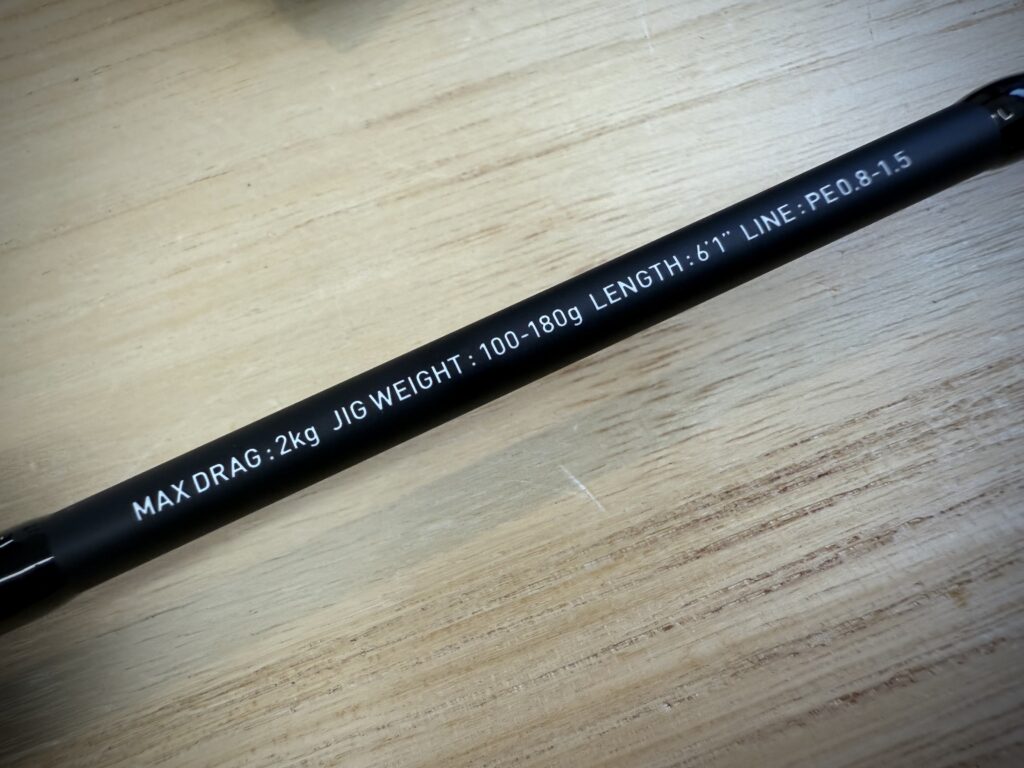 MAX DRAG : 2kg JIG WEIGHT : 100-180g LENGTH : 6'1" LINE : PE0.8-1.5